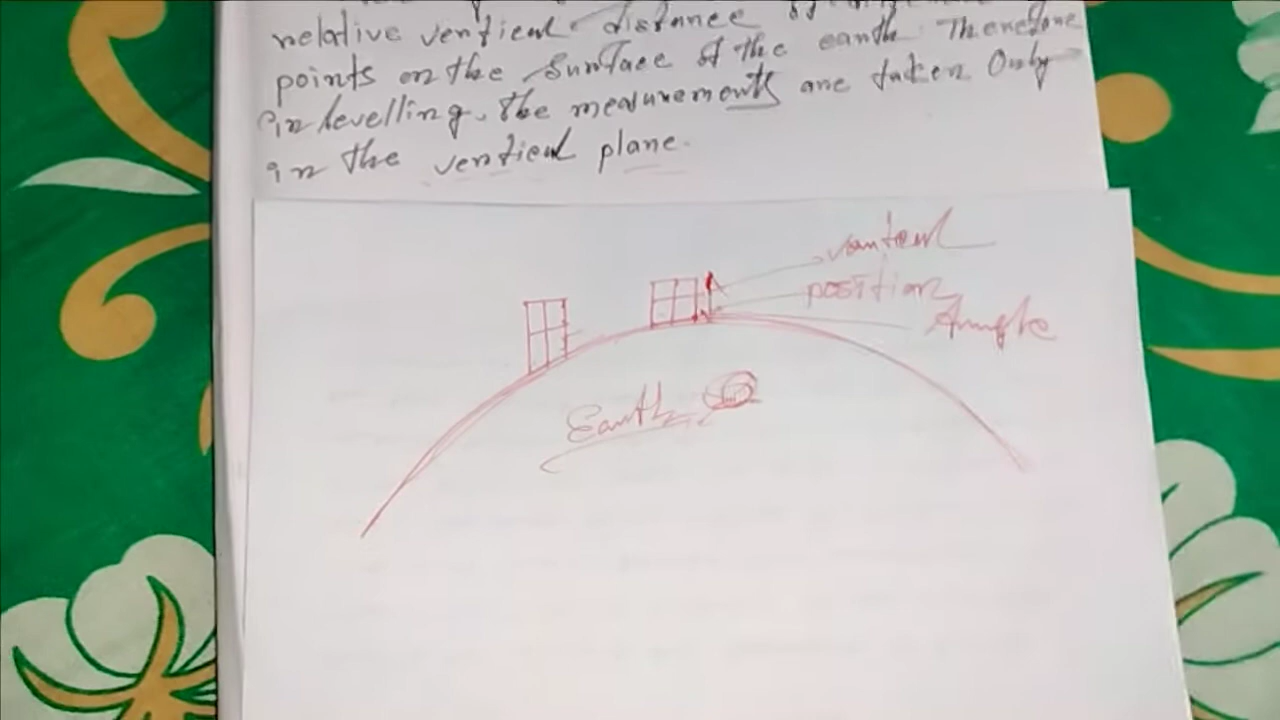 relative vertical distance of
points on the surface of the earth. Therefore
in levelling, the measurements are taken only
in the vertical plane.
vertical
position
Angle
Earth